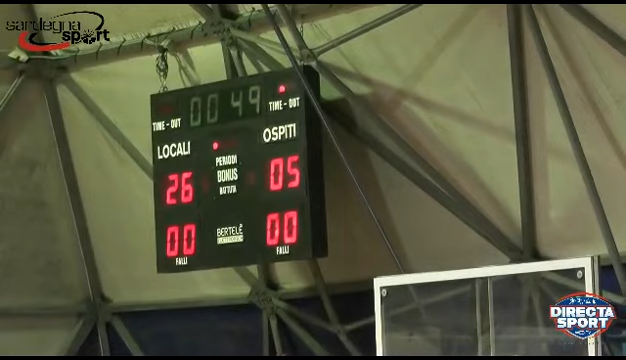 sardegna
sport
00 49
TIME-OUT
TIME-OUT
LOCALI
OSPITI
PERIODI
BONUS
BATTUTA
26
05
00
00
BERTELÈ
FALLI
FALLI
DIRECTA
SPORT